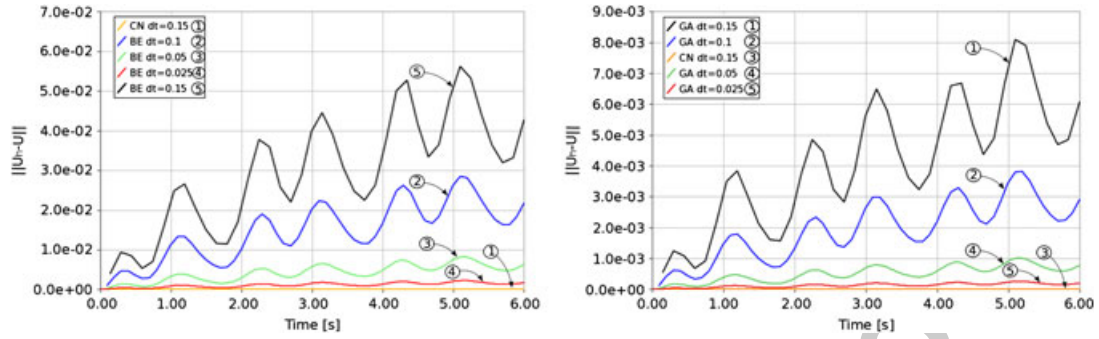 7.0e-02
6.0e-02
5.0e-02
4.0e-02
3.0e-02
2.0e-02
1.0e-02
0.0e+00
||Uₕ-U||
CN dt=0.15 ①
BE dt=0.1 ②
BE dt=0.05 ③
BE dt=0.025 ④
BE dt=0.15 ⑤
⑤
②
③
①
④
0.00 1.00 2.00 3.00 4.00 5.00 6.00
Time [s]
9.0e-03
8.0e-03
7.0e-03
6.0e-03
5.0e-03
4.0e-03
3.0e-03
2.0e-03
1.0e-03
0.0e+00
||Uₕ-U||
GA dt=0.15 ①
GA dt=0.1 ②
CN dt=0.15 ③
GA dt=0.05 ④
GA dt=0.025 ⑤
①
②
④
③
⑤
0.00 1.00 2.00 3.00 4.00 5.00 6.00
Time [s]